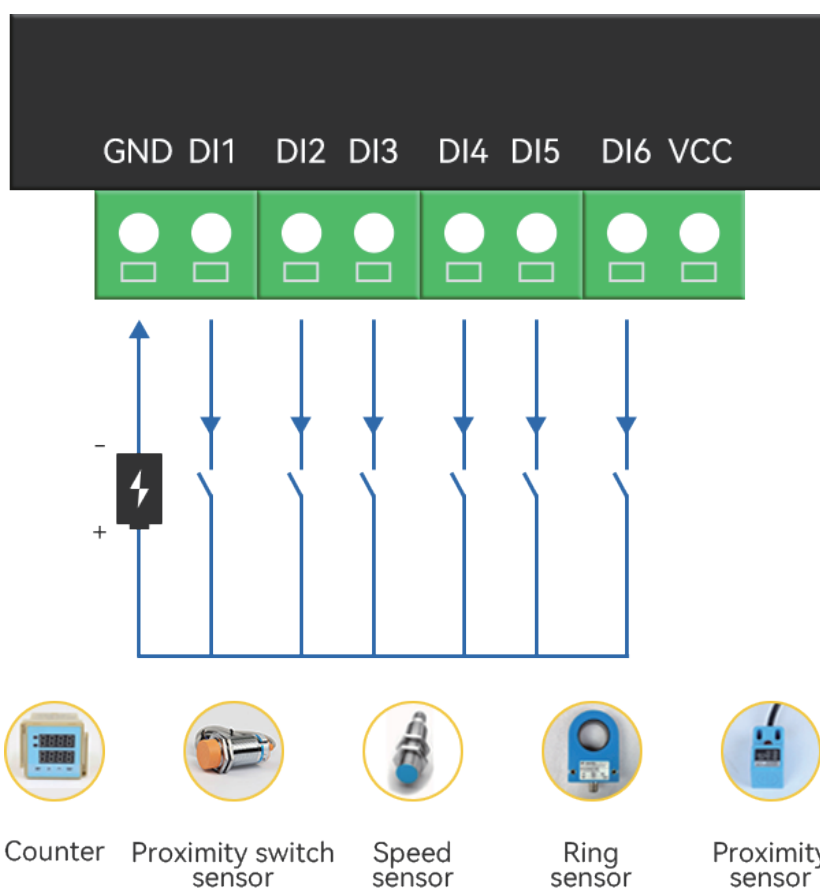 GND DI1 DI2 DI3 DI4 DI5 DI6 VCC
-
+
Counter Proximity switch sensor Speed sensor Ring sensor Proximity sensor